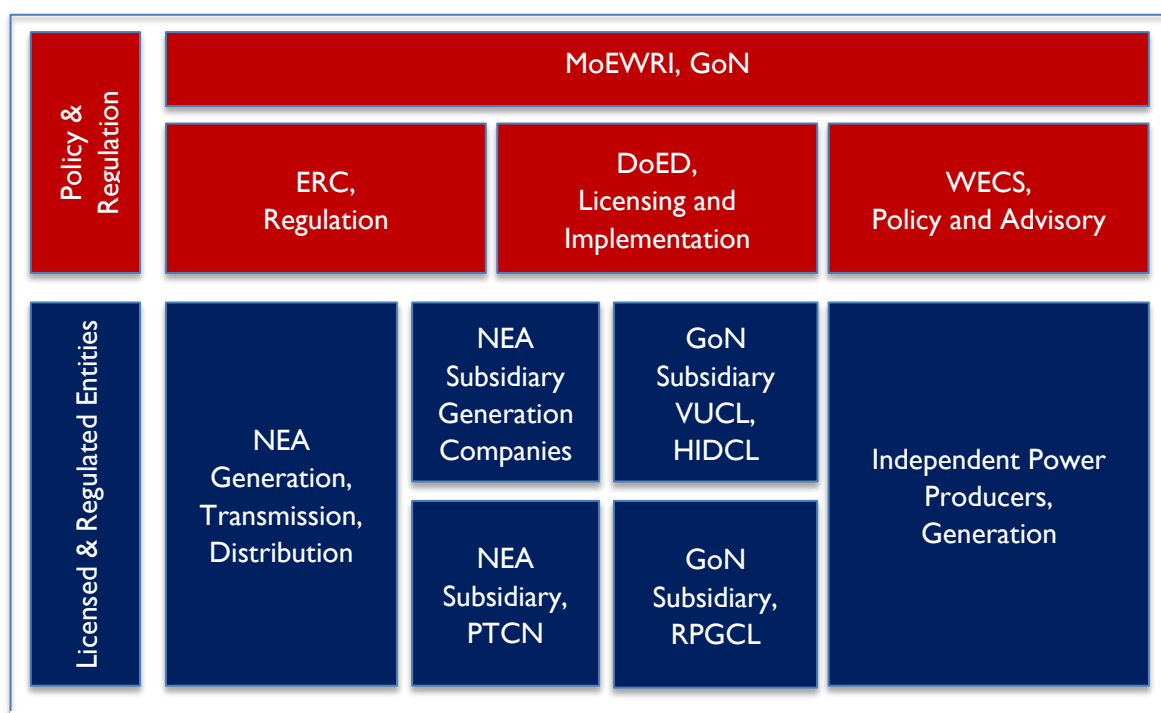 Policy &
Regulation
MoEWRI, GoN
ERC,
Regulation
DoED,
Licensing and
Implementation
WECS,
Policy and Advisory
Licensed & Regulated Entities
NEA
Generation,
Transmission,
Distribution
NEA
Subsidiary
Generation
Companies
GoN
Subsidiary
VUCL,
HIDCL
NEA
Subsidiary,
PTCN
GoN
Subsidiary,
RPGCL
Independent Power
Producers,
Generation